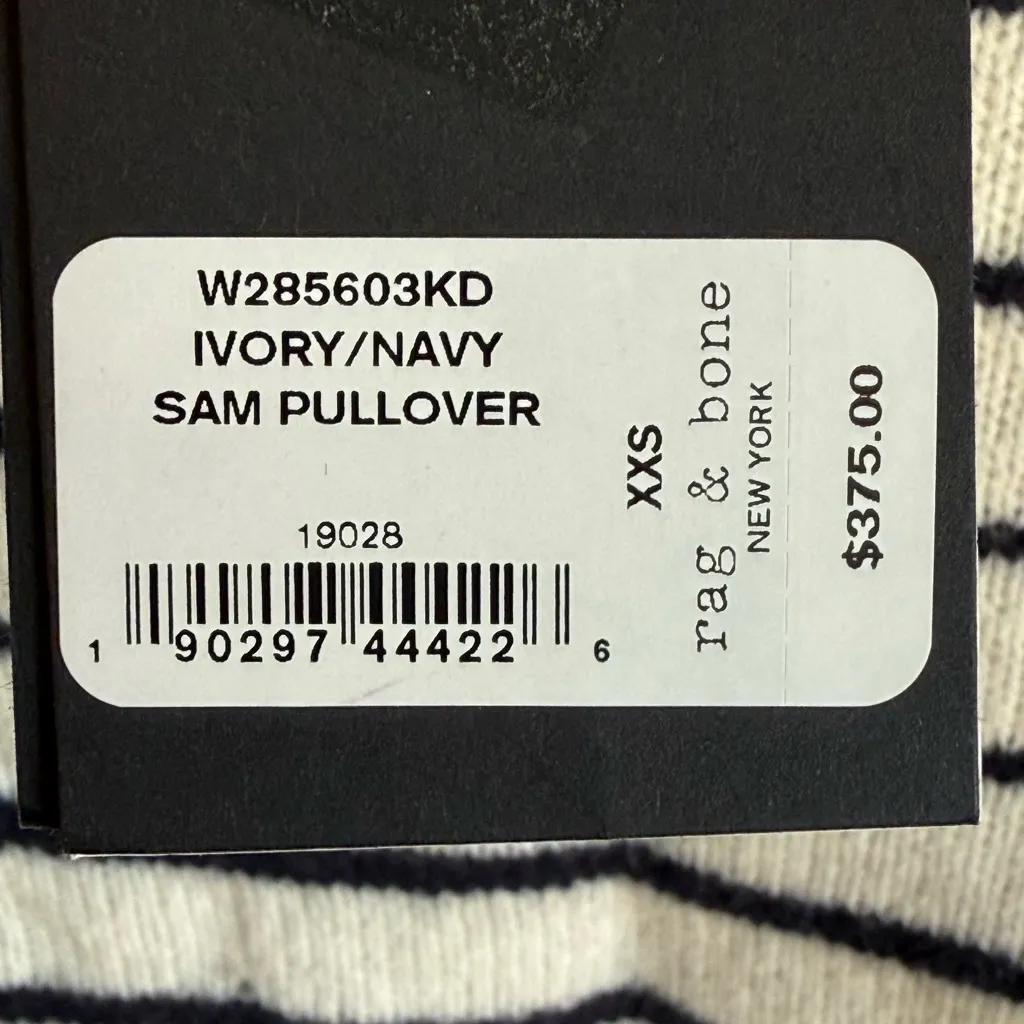 W285603KD
IVORY/NAVY
SAM PULLOVER
19028
1 90297 44422 6
XXS
rag & bone
NEW YORK
$375.00